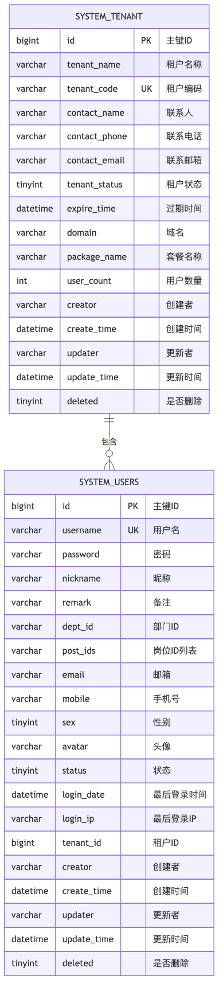 SYSTEM_TENANT
bigint id PK 主键ID
varchar tenant_name 租户名称
varchar tenant_code UK 租户编码
varchar contact_name 联系人
varchar contact_phone 联系电话
varchar contact_email 联系邮箱
tinyint tenant_status 租户状态
datetime expire_time 过期时间
varchar domain 域名
varchar package_name 套餐名称
int user_count 用户数量
varchar creator 创建者
datetime create_time 创建时间
varchar updater 更新者
datetime update_time 更新时间
tinyint deleted 是否删除
包含
SYSTEM_USERS
bigint id PK 主键ID
varchar username UK 用户名
varchar password 密码
varchar nickname 昵称
varchar remark 备注
varchar dept_id 部门ID
varchar post_ids 岗位ID列表
varchar email 邮箱
varchar mobile 手机号
tinyint sex 性别
varchar avatar 头像
tinyint status 状态
datetime login_date 最后登录时间
varchar login_ip 最后登录IP
bigint tenant_id 租户ID
varchar creator 创建者
datetime create_time 创建时间
varchar updater 更新者
datetime update_time 更新时间
tinyint deleted 是否删除